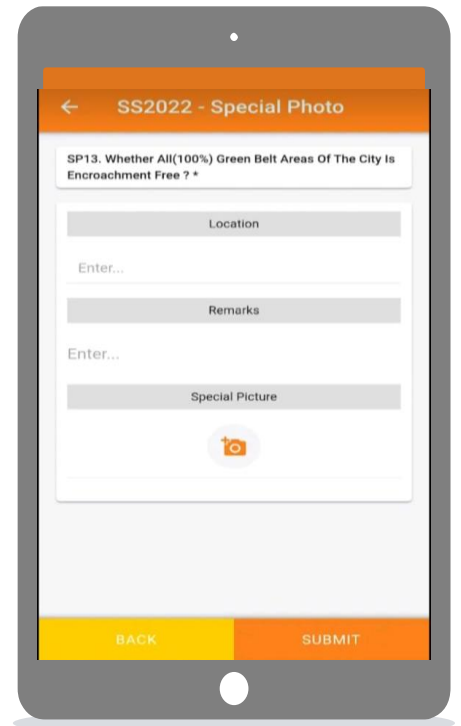 SS2022 - Special Photo
SP13. Whether All(100%) Green Belt Areas Of The City Is
Encroachment Free ? *
Location
Enter...
Remarks
Enter...
Special Picture
BACK
SUBMIT